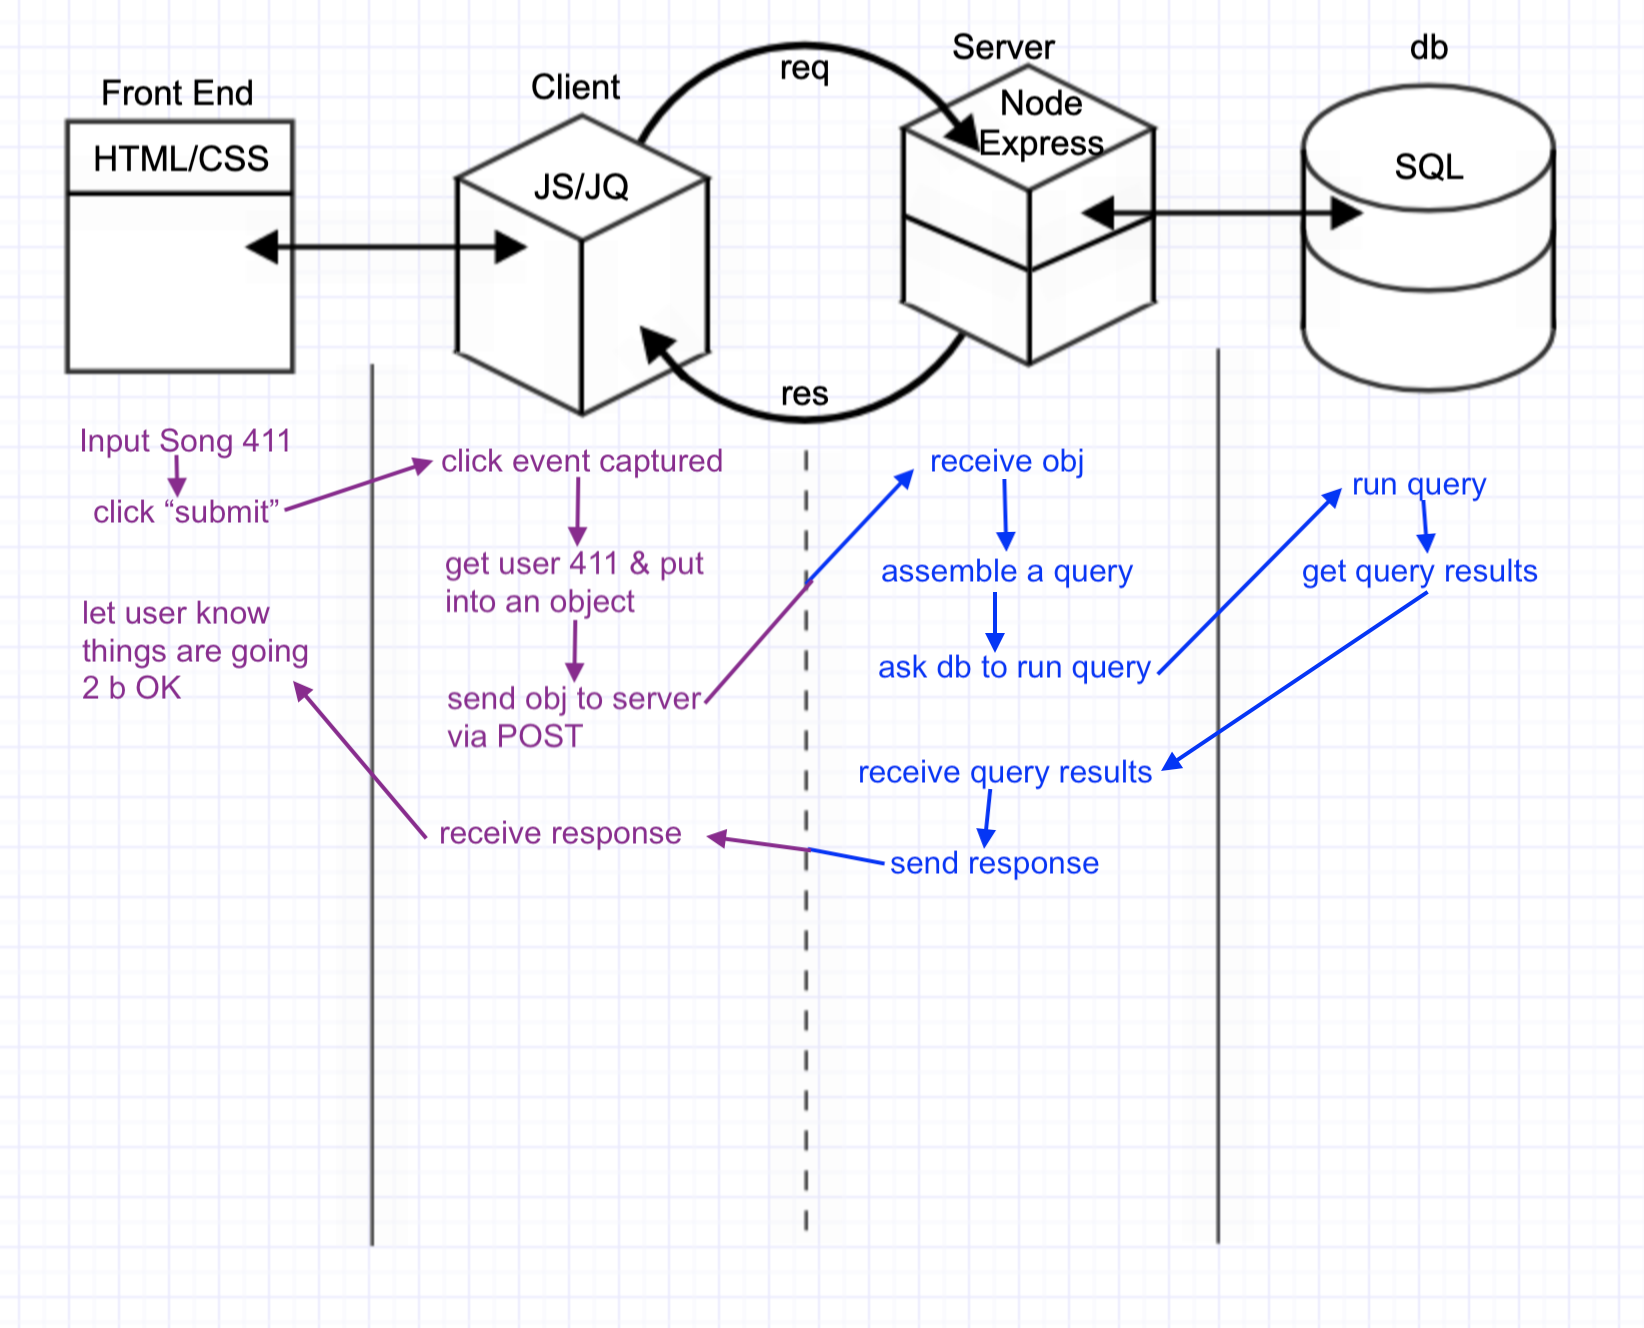 Front End
HTML/CSS
Client
JS/JQ
req
res
Server
Node
Express
db
SQL
Input Song 411
click “submit”
click event captured
get user 411 & put
into an object
send obj to server
via POST
receive obj
assemble a query
ask db to run query
run query
get query results
receive query results
send response
receive response
let user know
things are going
2 b OK